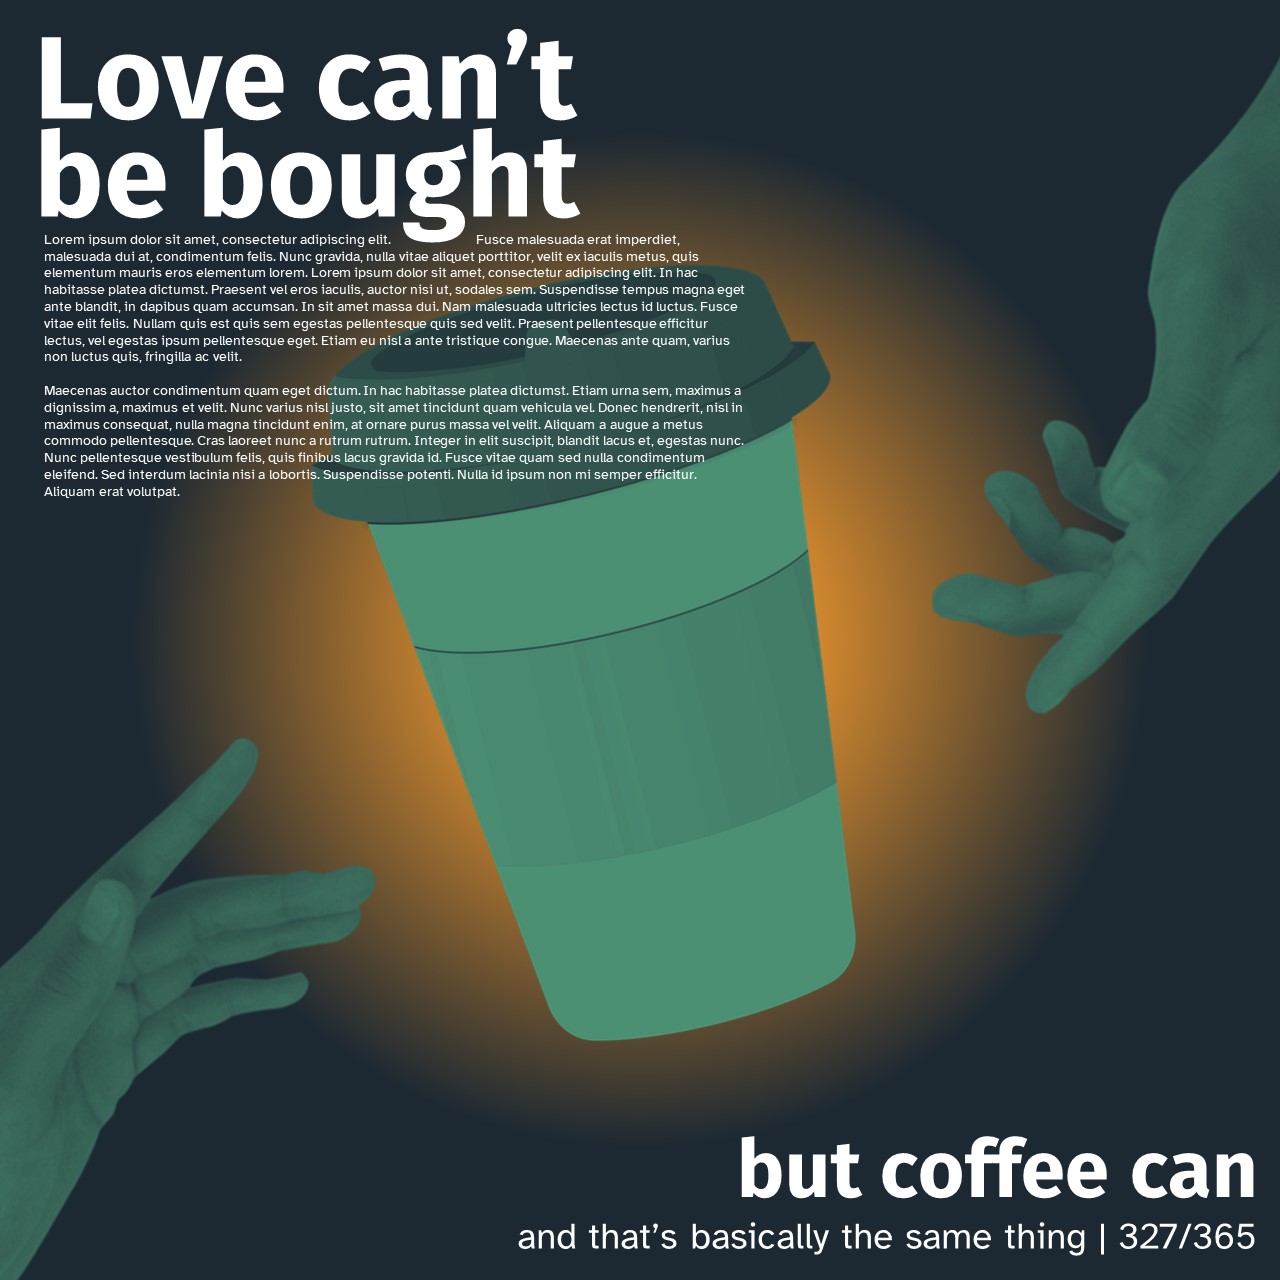 Love can’t
be bought
Lorem ipsum dolor sit amet, consectetur adipiscing elit. Fusce malesuada erat imperdiet,
malesuada dui at, condimentum felis. Nunc gravida, nulla vitae aliquet porttitor, velit ex iaculis metus, quis
elementum mauris eros elementum lorem. Lorem ipsum dolor sit amet, consectetur adipiscing elit. In hac
habitasse platea dictumst. Praesent vel eros iaculis, auctor nisi ut, sodales sem. Suspendisse tempus magna eget
ante blandit, in dapibus quam accumsan. In sit amet massa dui. Nam malesuada ultricies lectus id luctus. Fusce
vitae elit felis. Nullam quis est quis sem egestas pellentesque quis sed velit. Praesent pellentesque efficitur
lectus, vel egestas ipsum pellentesque eget. Etiam eu nisl a ante tristique congue. Maecenas ante quam, varius
non luctus quis, fringilla ac velit.
Maecenas auctor condimentum quam eget dictum. In hac habitasse platea dictumst. Etiam urna sem, maximus a
dignissim a, maximus et velit. Nunc varius nisl justo, sit amet tincidunt quam vehicula vel. Donec hendrerit, nisl in
maximus consequat, nulla magna tincidunt enim, at ornare purus massa vel velit. Aliquam a augue a metus
commodo pellentesque. Cras laoreet nunc a rutrum rutrum. Integer in elit suscipit, blandit lacus et, egestas nunc.
Nunc pellentesque vestibulum felis, quis finibus lacus gravida id. Fusce vitae quam sed nulla condimentum
eleifend. Sed interdum lacinia nisi a lobortis. Suspendisse potenti. Nulla id ipsum non mi semper efficitur.
Aliquam erat volutpat.
but coffee can
and that’s basically the same thing | 327/365